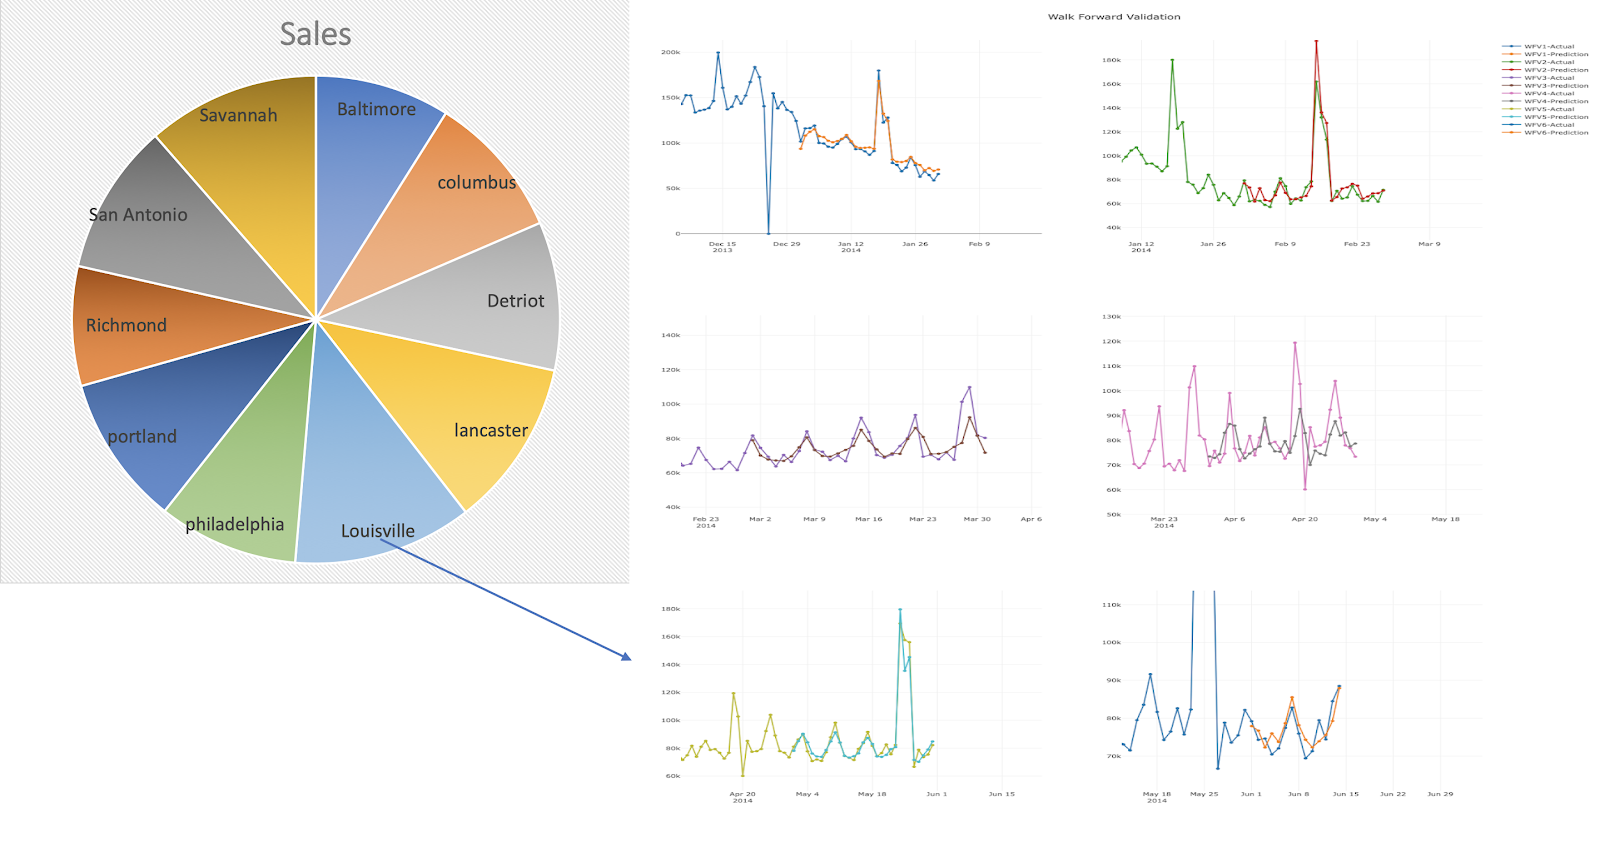 Sales
Savannah
Baltimore
columbus
San Antonio
Detriot
Richmond
lancaster
portland
philadelphia
Louisville
Walk Forward Validation
200k
150k
100k
50k
0
Dec 15
2013
Dec 29
Jan 12
2014
Jan 26
Feb 9
180k
160k
140k
120k
100k
80k
60k
40k
Jan 12
2014
Jan 26
Feb 9
Feb 23
Mar 9
WFV1-Actual
WFV1-Prediction
WFV2-Actual
WFV2-Prediction
WFV3-Actual
WFV3-Prediction
WFV4-Actual
WFV4-Prediction
WFV5-Actual
WFV5-Prediction
WFV6-Actual
WFV6-Prediction
140k
120k
100k
80k
60k
40k
Feb 23
2014
Mar 2
Mar 9
Mar 16
Mar 23
Mar 30
Apr 6
130k
120k
110k
100k
90k
80k
70k
60k
50k
Mar 23
2014
Apr 6
Apr 20
May 4
May 18
180k
160k
140k
120k
100k
80k
60k
Apr 20
2014
May 4
May 18
Jun 1
Jun 15
110k
100k
90k
80k
70k
May 18
2014
May 25
Jun 1
Jun 8
Jun 15
Jun 22
Jun 29